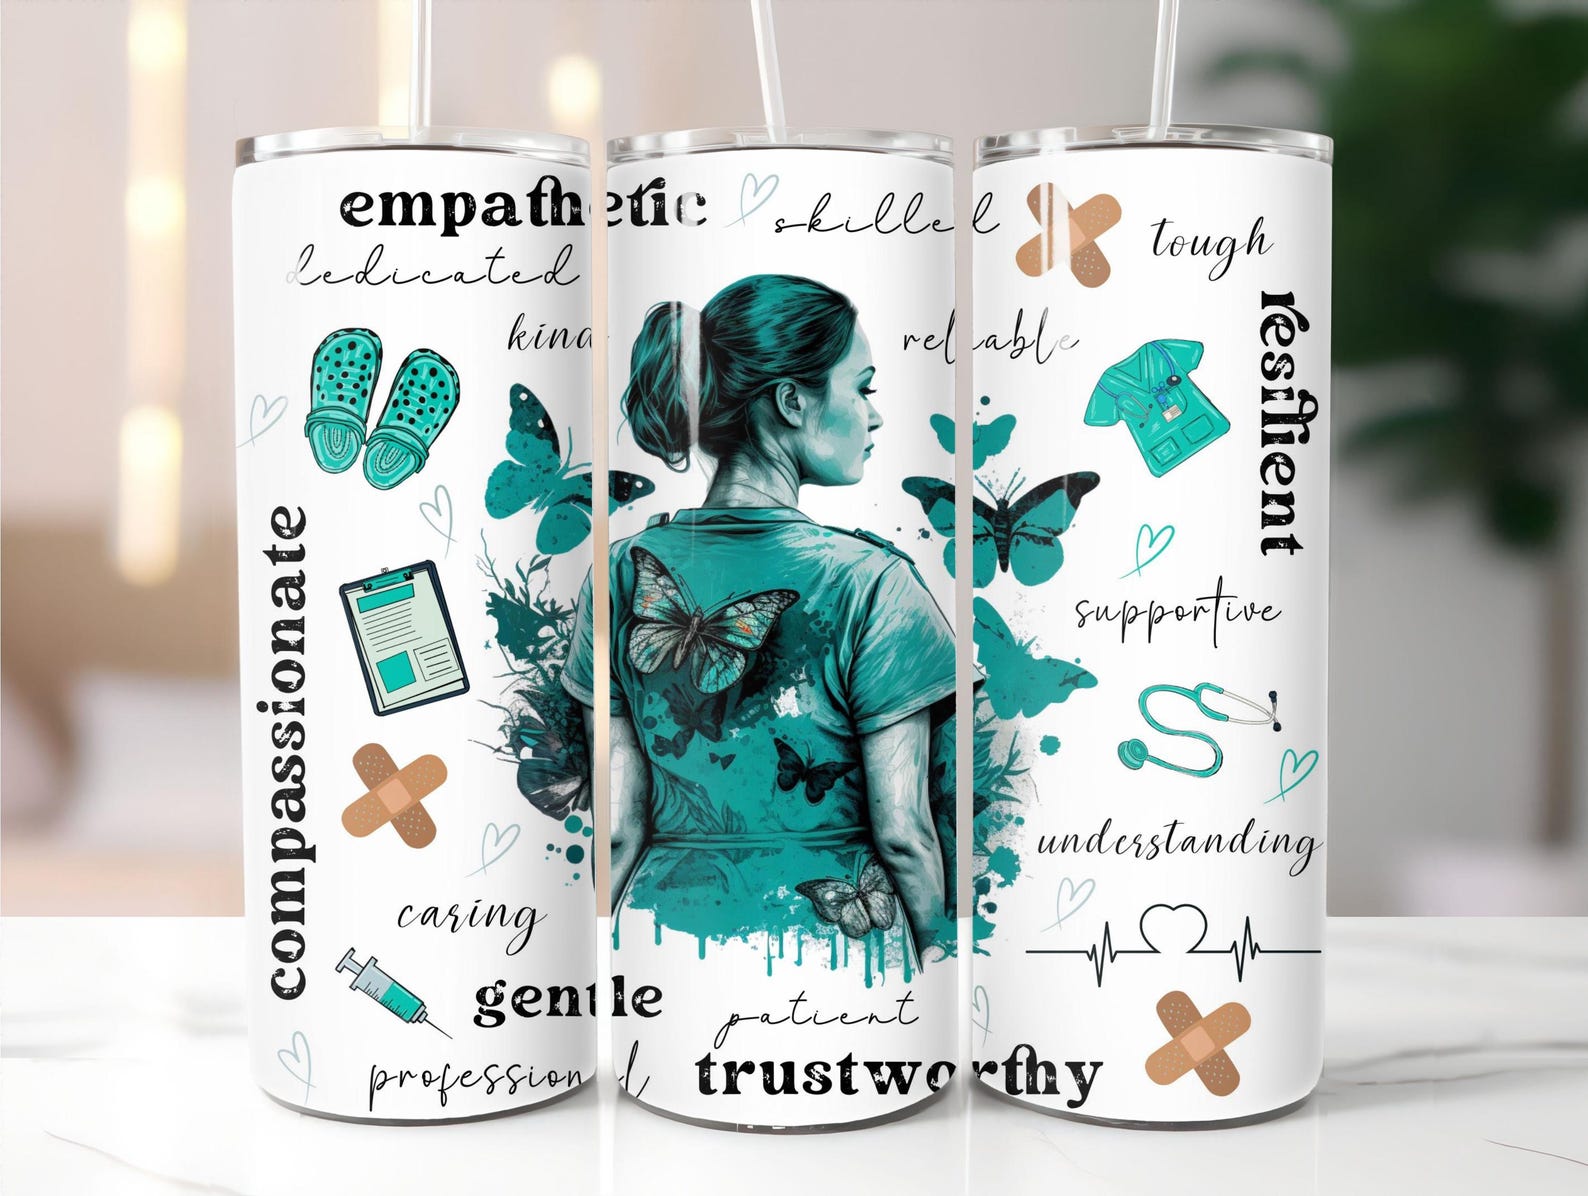 empathetic
skilled
tough
dedicated
kind
reliable
resilient
compassionate
supportive
understanding
caring
gentle
patient
professional
trustworthy